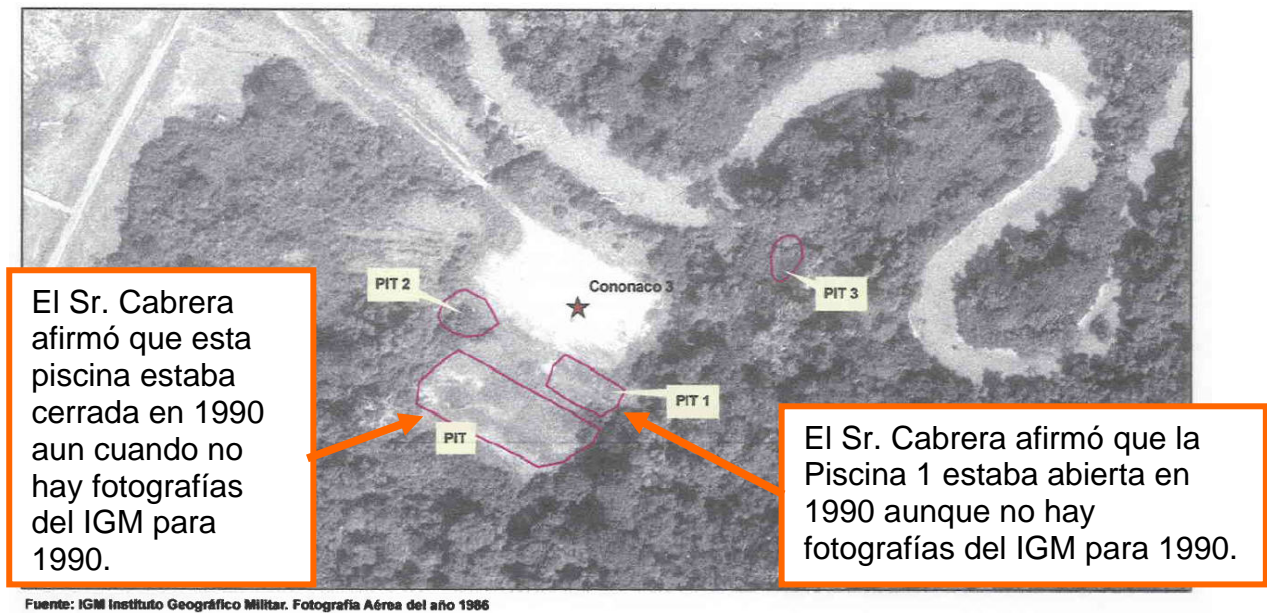 PIT 2
Cononaco 3
PIT 3
PIT 1
PIT
El Sr. Cabrera
afirmó que esta
piscina estaba
cerrada en 1990
aun cuando no
hay fotografías
del IGM para
1990.
El Sr. Cabrera afirmó que la
Piscina 1 estaba abierta en
1990 aunque no hay
fotografías del IGM para 1990.
Fuente: IGM Instituto Geográfico Militar. Fotografía Aérea del año 1986